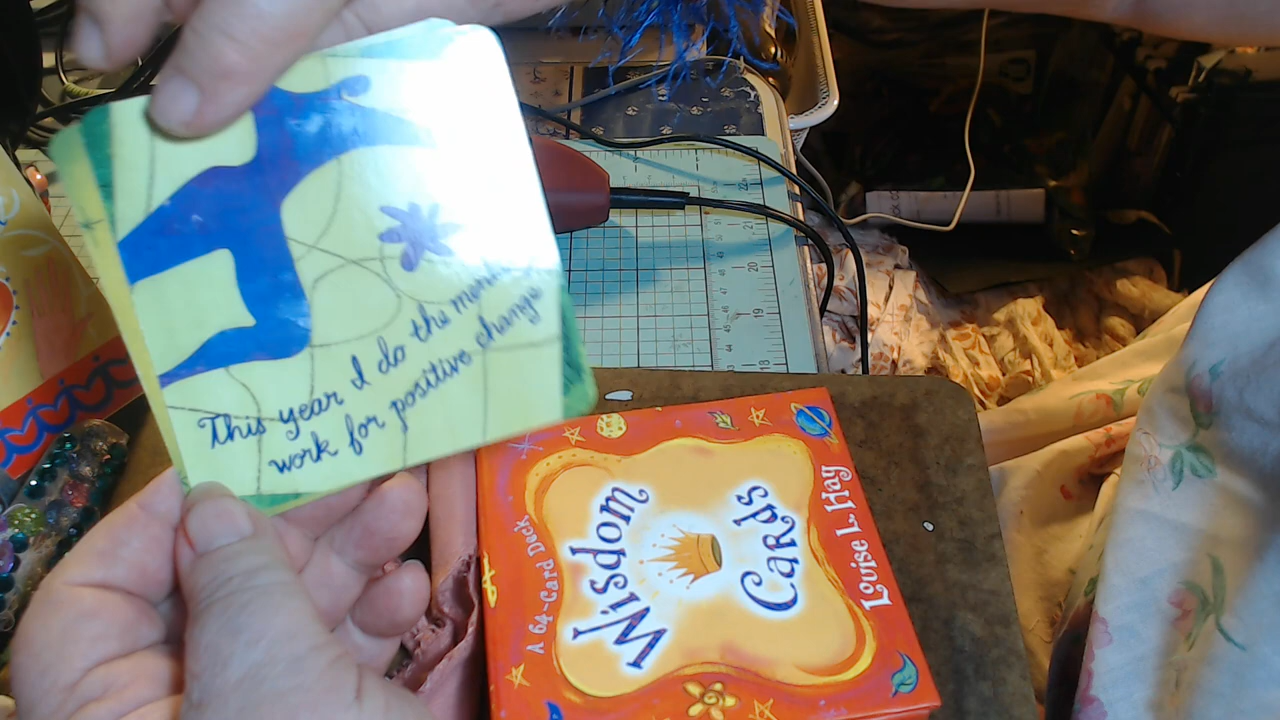 This year I do the
work for positive change
A 64-Card Deck
Wisdom
Cards
Louise L. Hay